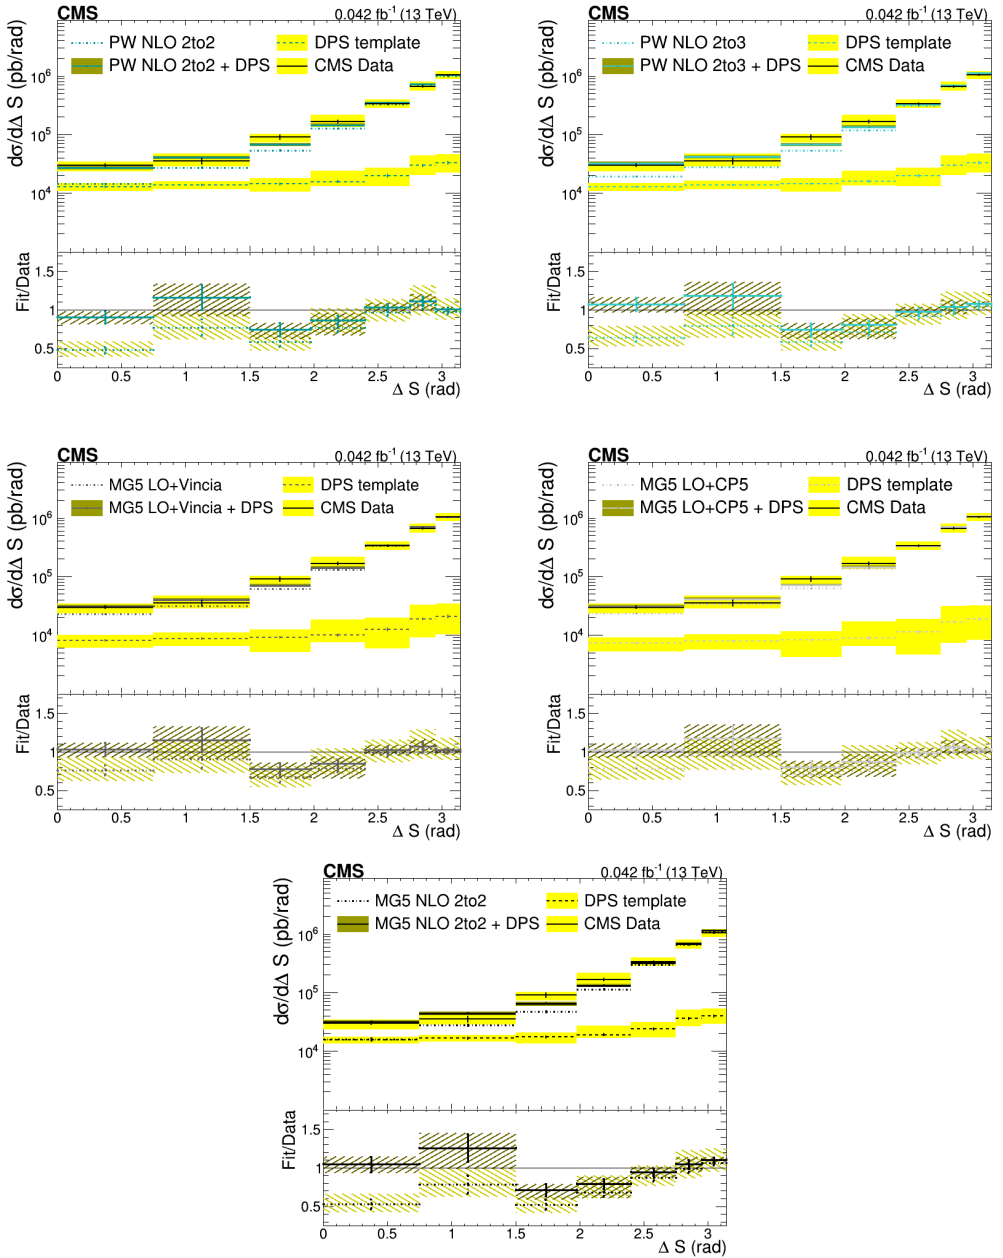 CMS
0.042 fb⁻¹ (13 TeV)
PW NLO 2to2
DPS template
PW NLO 2to2 + DPS
CMS Data
dσ/dΔ S (pb/rad)
10⁶
10⁵
10⁴
Fit/Data
1.5
1
0.5
0 0.5 1 1.5 2 2.5 3
Δ S (rad)
CMS
0.042 fb⁻¹ (13 TeV)
PW NLO 2to3
DPS template
PW NLO 2to3 + DPS
CMS Data
dσ/dΔ S (pb/rad)
10⁶
10⁵
10⁴
Fit/Data
1.5
1
0.5
0 0.5 1 1.5 2 2.5 3
Δ S (rad)
CMS
0.042 fb⁻¹ (13 TeV)
MG5 LO+Vincia
DPS template
MG5 LO+Vincia + DPS
CMS Data
dσ/dΔ S (pb/rad)
10⁶
10⁵
10⁴
Fit/Data
1.5
1
0.5
0 0.5 1 1.5 2 2.5 3
Δ S (rad)
CMS
0.042 fb⁻¹ (13 TeV)
MG5 LO+CP5
DPS template
MG5 LO+CP5 + DPS
CMS Data
dσ/dΔ S (pb/rad)
10⁶
10⁵
10⁴
Fit/Data
1.5
1
0.5
0 0.5 1 1.5 2 2.5 3
Δ S (rad)
CMS
0.042 fb⁻¹ (13 TeV)
MG5 NLO 2to2
DPS template
MG5 NLO 2to2 + DPS
CMS Data
dσ/dΔ S (pb/rad)
10⁶
10⁵
10⁴
Fit/Data
1.5
1
0.5
0 0.5 1 1.5 2 2.5 3
Δ S (rad)